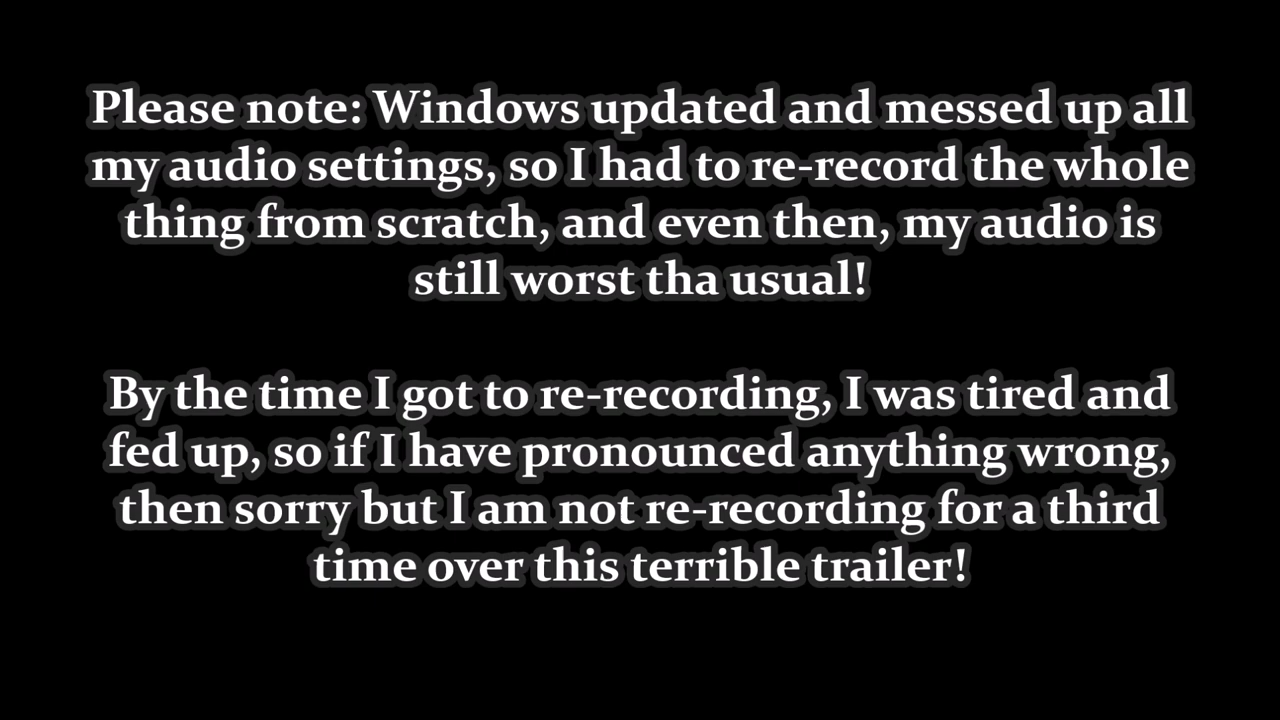 Please note: Windows updated and messed up all
my audio settings, so I had to re-record the whole
thing from scratch, and even then, my audio is
still worst tha usual!
By the time I got to re-recording, I was tired and
fed up, so if I have pronounced anything wrong,
then sorry but I am not re-recording for a third
time over this terrible trailer!